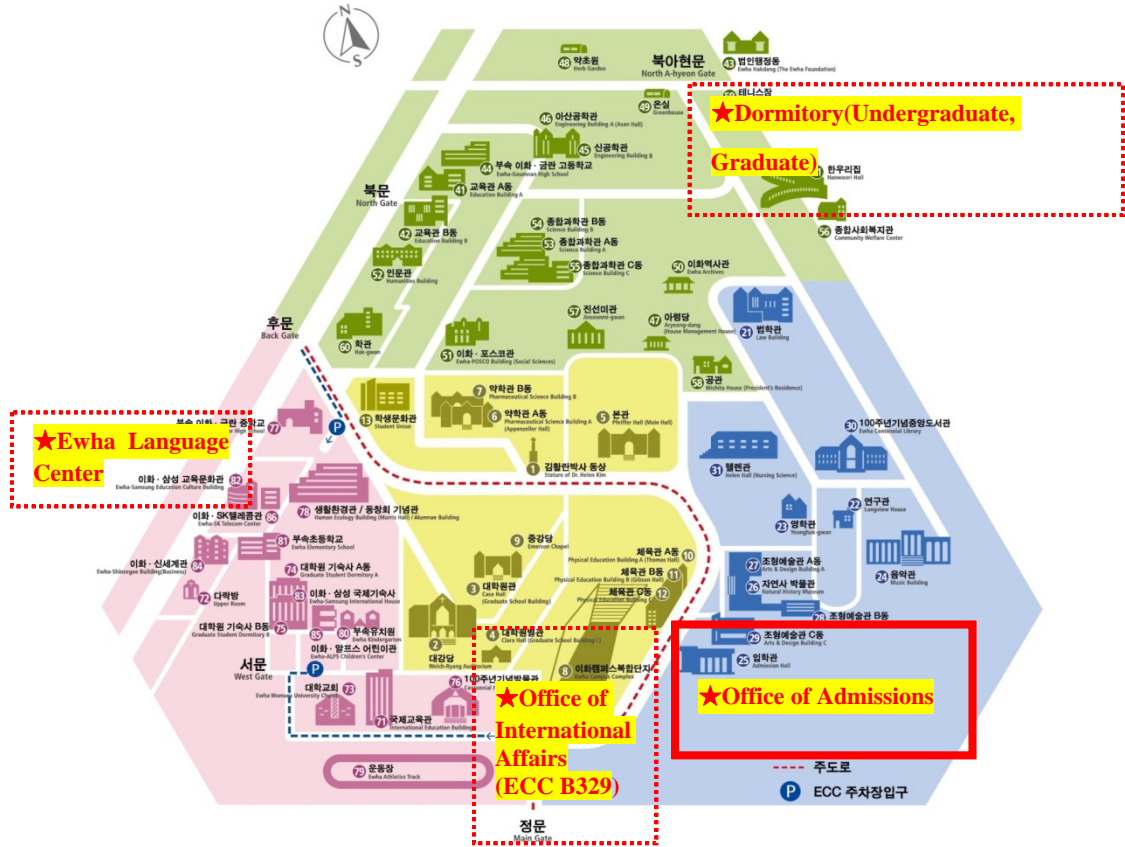 S
48 약초원
Herb Garden
북아현문
North A-hyeon Gate
43 법인행정동
Ewha Hakdang (The Ewha Foundation)
테니스장
49 온실
Greenhouse
★Dormitory(Undergraduate,
Graduate)
46 아산공학관
Engineering Building A (Asan Hall)
45 신공학관
Engineering Building B
44 부속 이화·금란 고등학교
Ewha-Geumnan High School
한우리집
Hanwoori Hall
41 교육관 A동
Education Building A
북문
North Gate
42 교육관 B동
Education Building B
54 종합과학관 B동
Science Building B
53 종합과학관 A동
Science Building A
55 종합과학관 C동
Science Building C
56 종합사회복지관
Community Welfare Center
52 인문관
Humanities Building
50 이화역사관
Ewha Archives
57 진선미관
Jinseonmi-gwan
47 아령당
Aryeong-dang
(House Management House)
21 법학관
Law Building
후문
Back Gate
60 학관
Hak-gwan
51 이화·포스코관
Ewha-POSCO Building (Social Sciences)
58 공관
Wichita House (President's Residence)
13 학생문화관
Student Union
7 약학관 B동
Pharmaceutical Science Building B
6 약학관 A동
Pharmaceutical Science Building A
(Appenzeller Hall)
5 본관
Pfeiffer Hall (Main Hall)
1 김활란박사 동상
Stature of Dr. Helen Kim
부속 이화·금란 중학교
High School
77
P
★Ewha Language
Center
30 100주년기념중앙도서관
Ewha Centennial Library
31 헬렌관
Helen Hall (Nursing Science)
이화·삼성 교육문화관 82
Ewha-Samsung Education Culture Building
이화·SK텔레콤관 86
Ewha-SK Telecom Center
78 생활환경관 / 동창회 기념관
Human Ecology Building (Morris Hall) / Alumnae Building
22 연구관
Longview House
23 영학관
Yeonghak-gwan
24 음악관
Music Building
81 부속초등학교
Ewha Elementary School
이화·신세계관 84
Ewha-Shinsegae Building(Business)
74 대학원 기숙사 A동
Graduate Student Dormitory A
72 다락방
Upper Room
83 이화·삼성 국제기숙사
Ewha-Samsung International House
대학원 기숙사 B동 75
Graduate Student Dormitory B
80 부속유치원
Ewha Kindergarten
85 이화·알프스 어린이관
Ewha-ALPS Children's Center
9 중강당
Emerson Chapel
3 대학원관
Case Hall
(Graduate School Building)
2 대강당
Welch-Ryang Auditorium
4 대학원별관
체육관 A동 10
Physical Education Building A (Thomas Hall)
체육관 B동 11
Physical Education Building B (Gibson Hall)
체육관 C동 12
Physical Education Building C
27 조형예술관 A동
Arts & Design Building A
26 자연사 박물관
Natural History Museum
28 조형예술관 B동
29 조형예술관 C동
Arts & Design Building C
25 입학관
Admission Hall
8 이화캠퍼스복합단지
Ewha Campus Complex
서문
West Gate
P
대학교회 73
71 국제교육관
International Education Building
76 100주년기념박물관
★Office of
International
Affairs
(ECC B329)
★Office of Admissions
79 운동장
Ewha Athletics Track
정문
Main Gate
주도로
P ECC 주차장입구